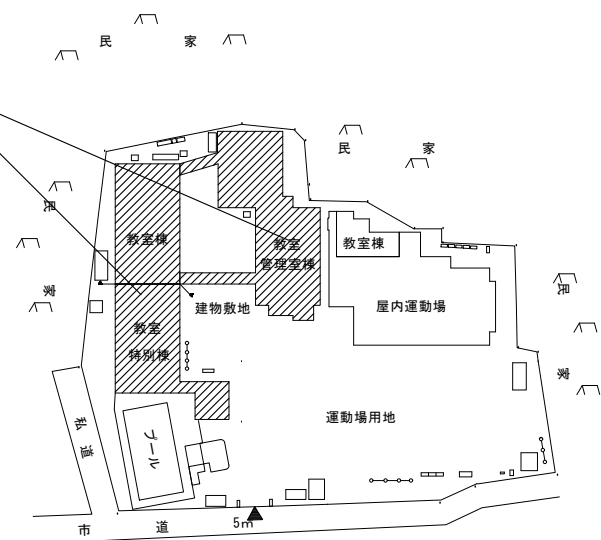 民 家
民 家
民
家
教室棟
教室
管理室棟
教室棟
建物敷地
屋内運動場
民
家
教室
特別棟
運動場用地
プール
私道
市道
5m